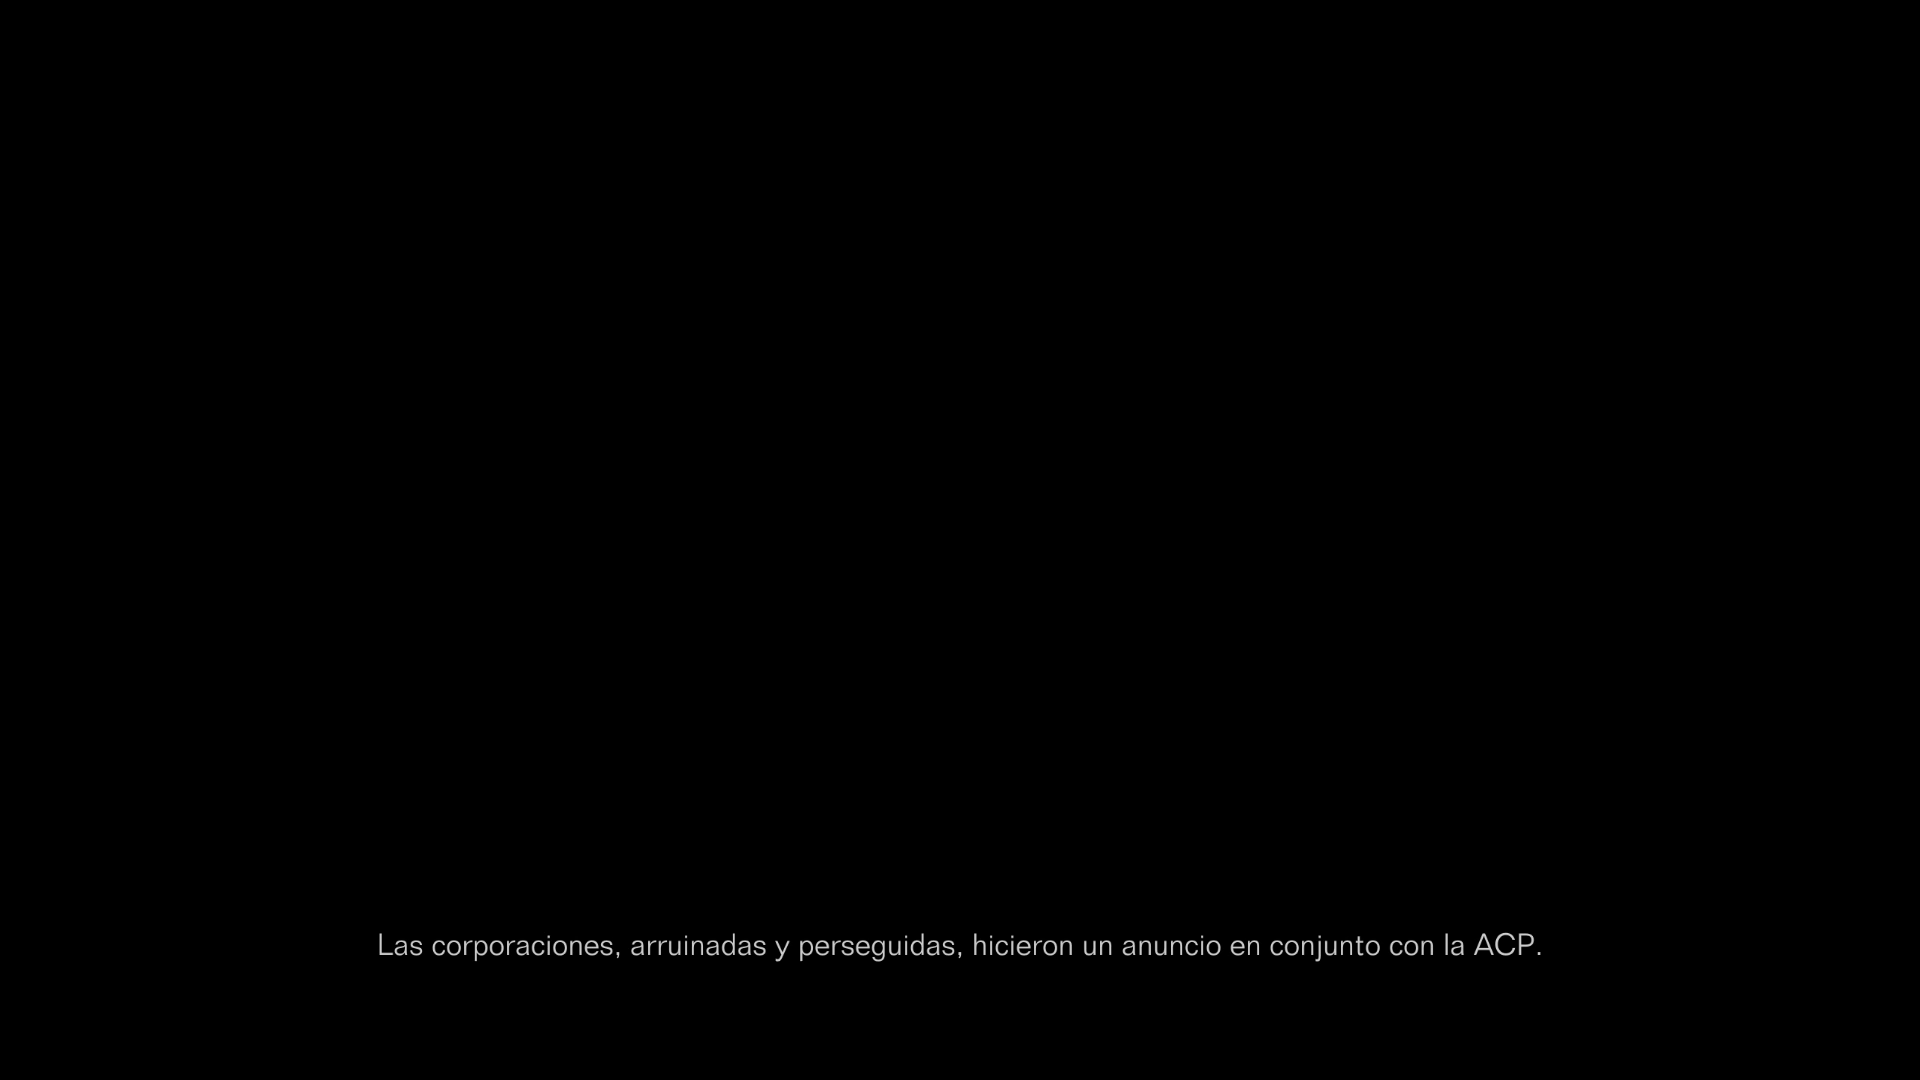 Las corporaciones, arruinadas y perseguidas, hicieron un anuncio en conjunto con la ACP.